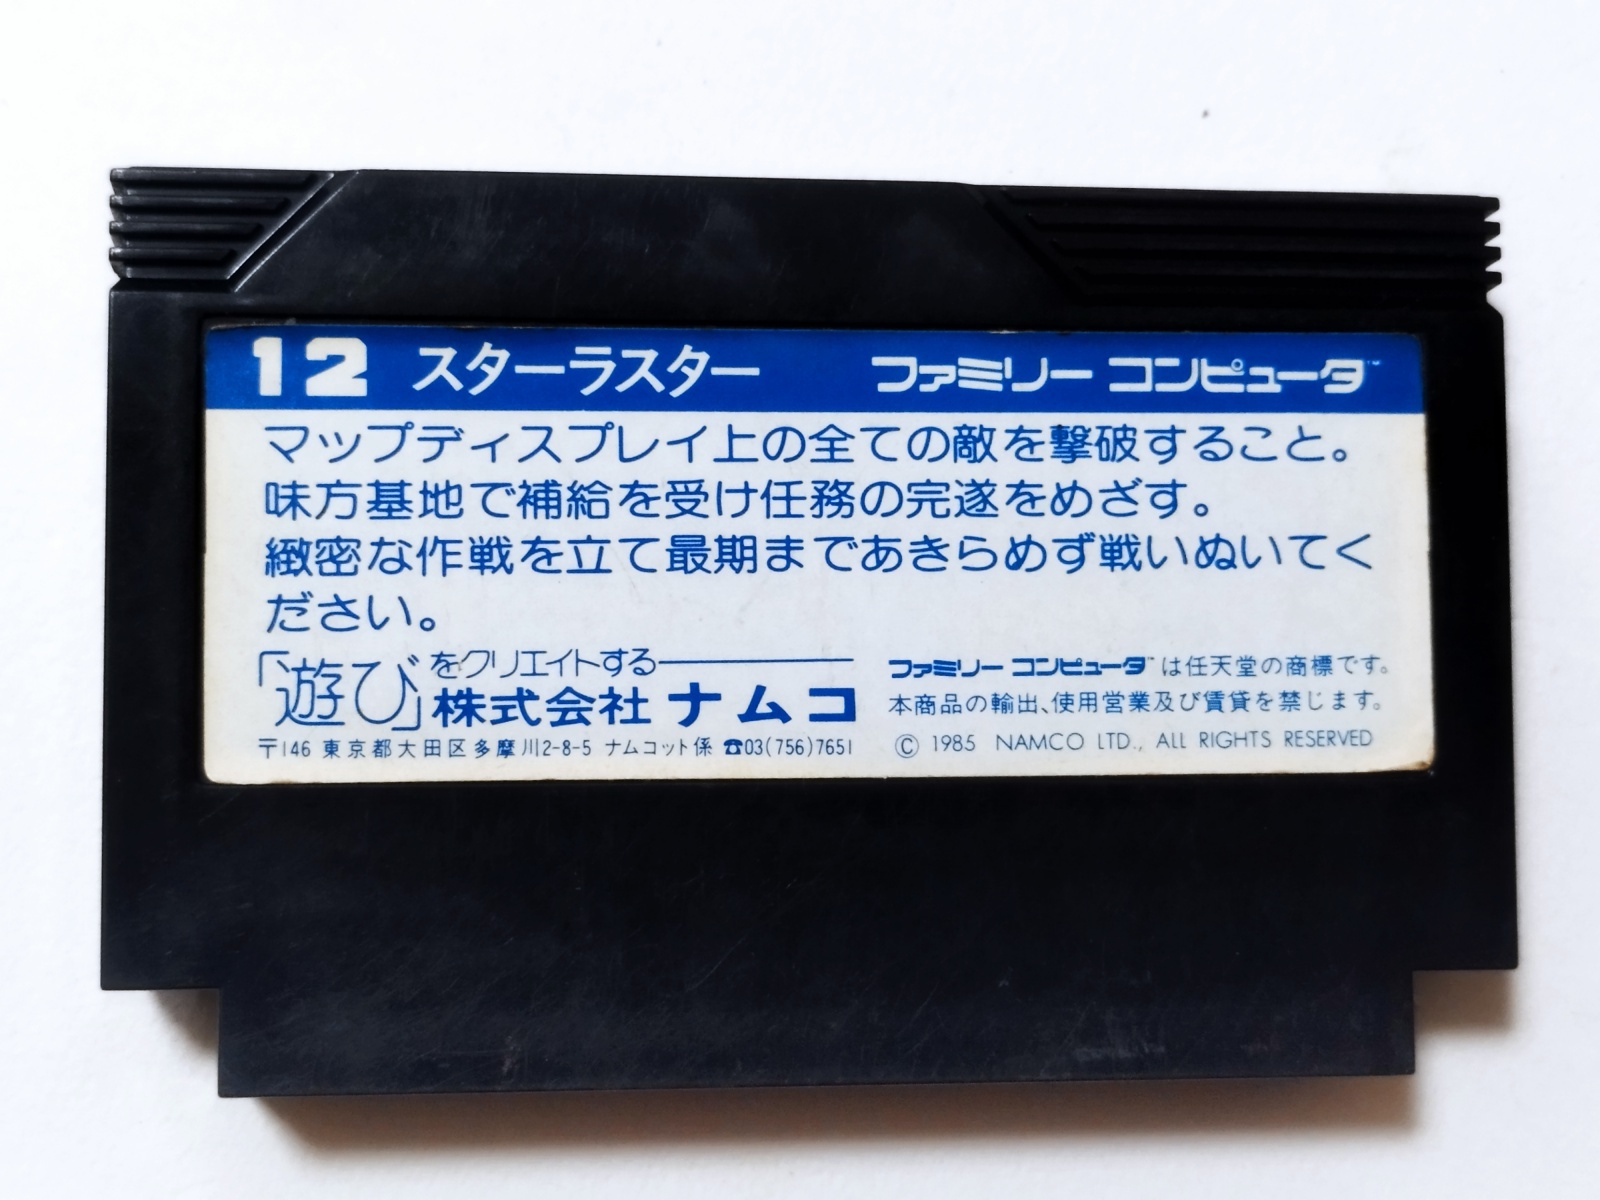 12 スターラスター ファミリー コンピュータ™
マップディスプレイ上の全ての敵を撃破すること。
味方基地で補給を受け任務の完遂をめざす。
緻密な作戦を立て最期まであきらめず戦いぬいてく
ださい。
「遊び」をクリエイトする
株式会社 ナムコ
〒146 東京都大田区多摩川2-8-5 ナムコット係 ☎03(756)7651
ファミリー コンピュータ™は任天堂の商標です。
本商品の輸出、使用営業及び賃貸を禁じます。
© 1985 NAMCO LTD., ALL RIGHTS RESERVED